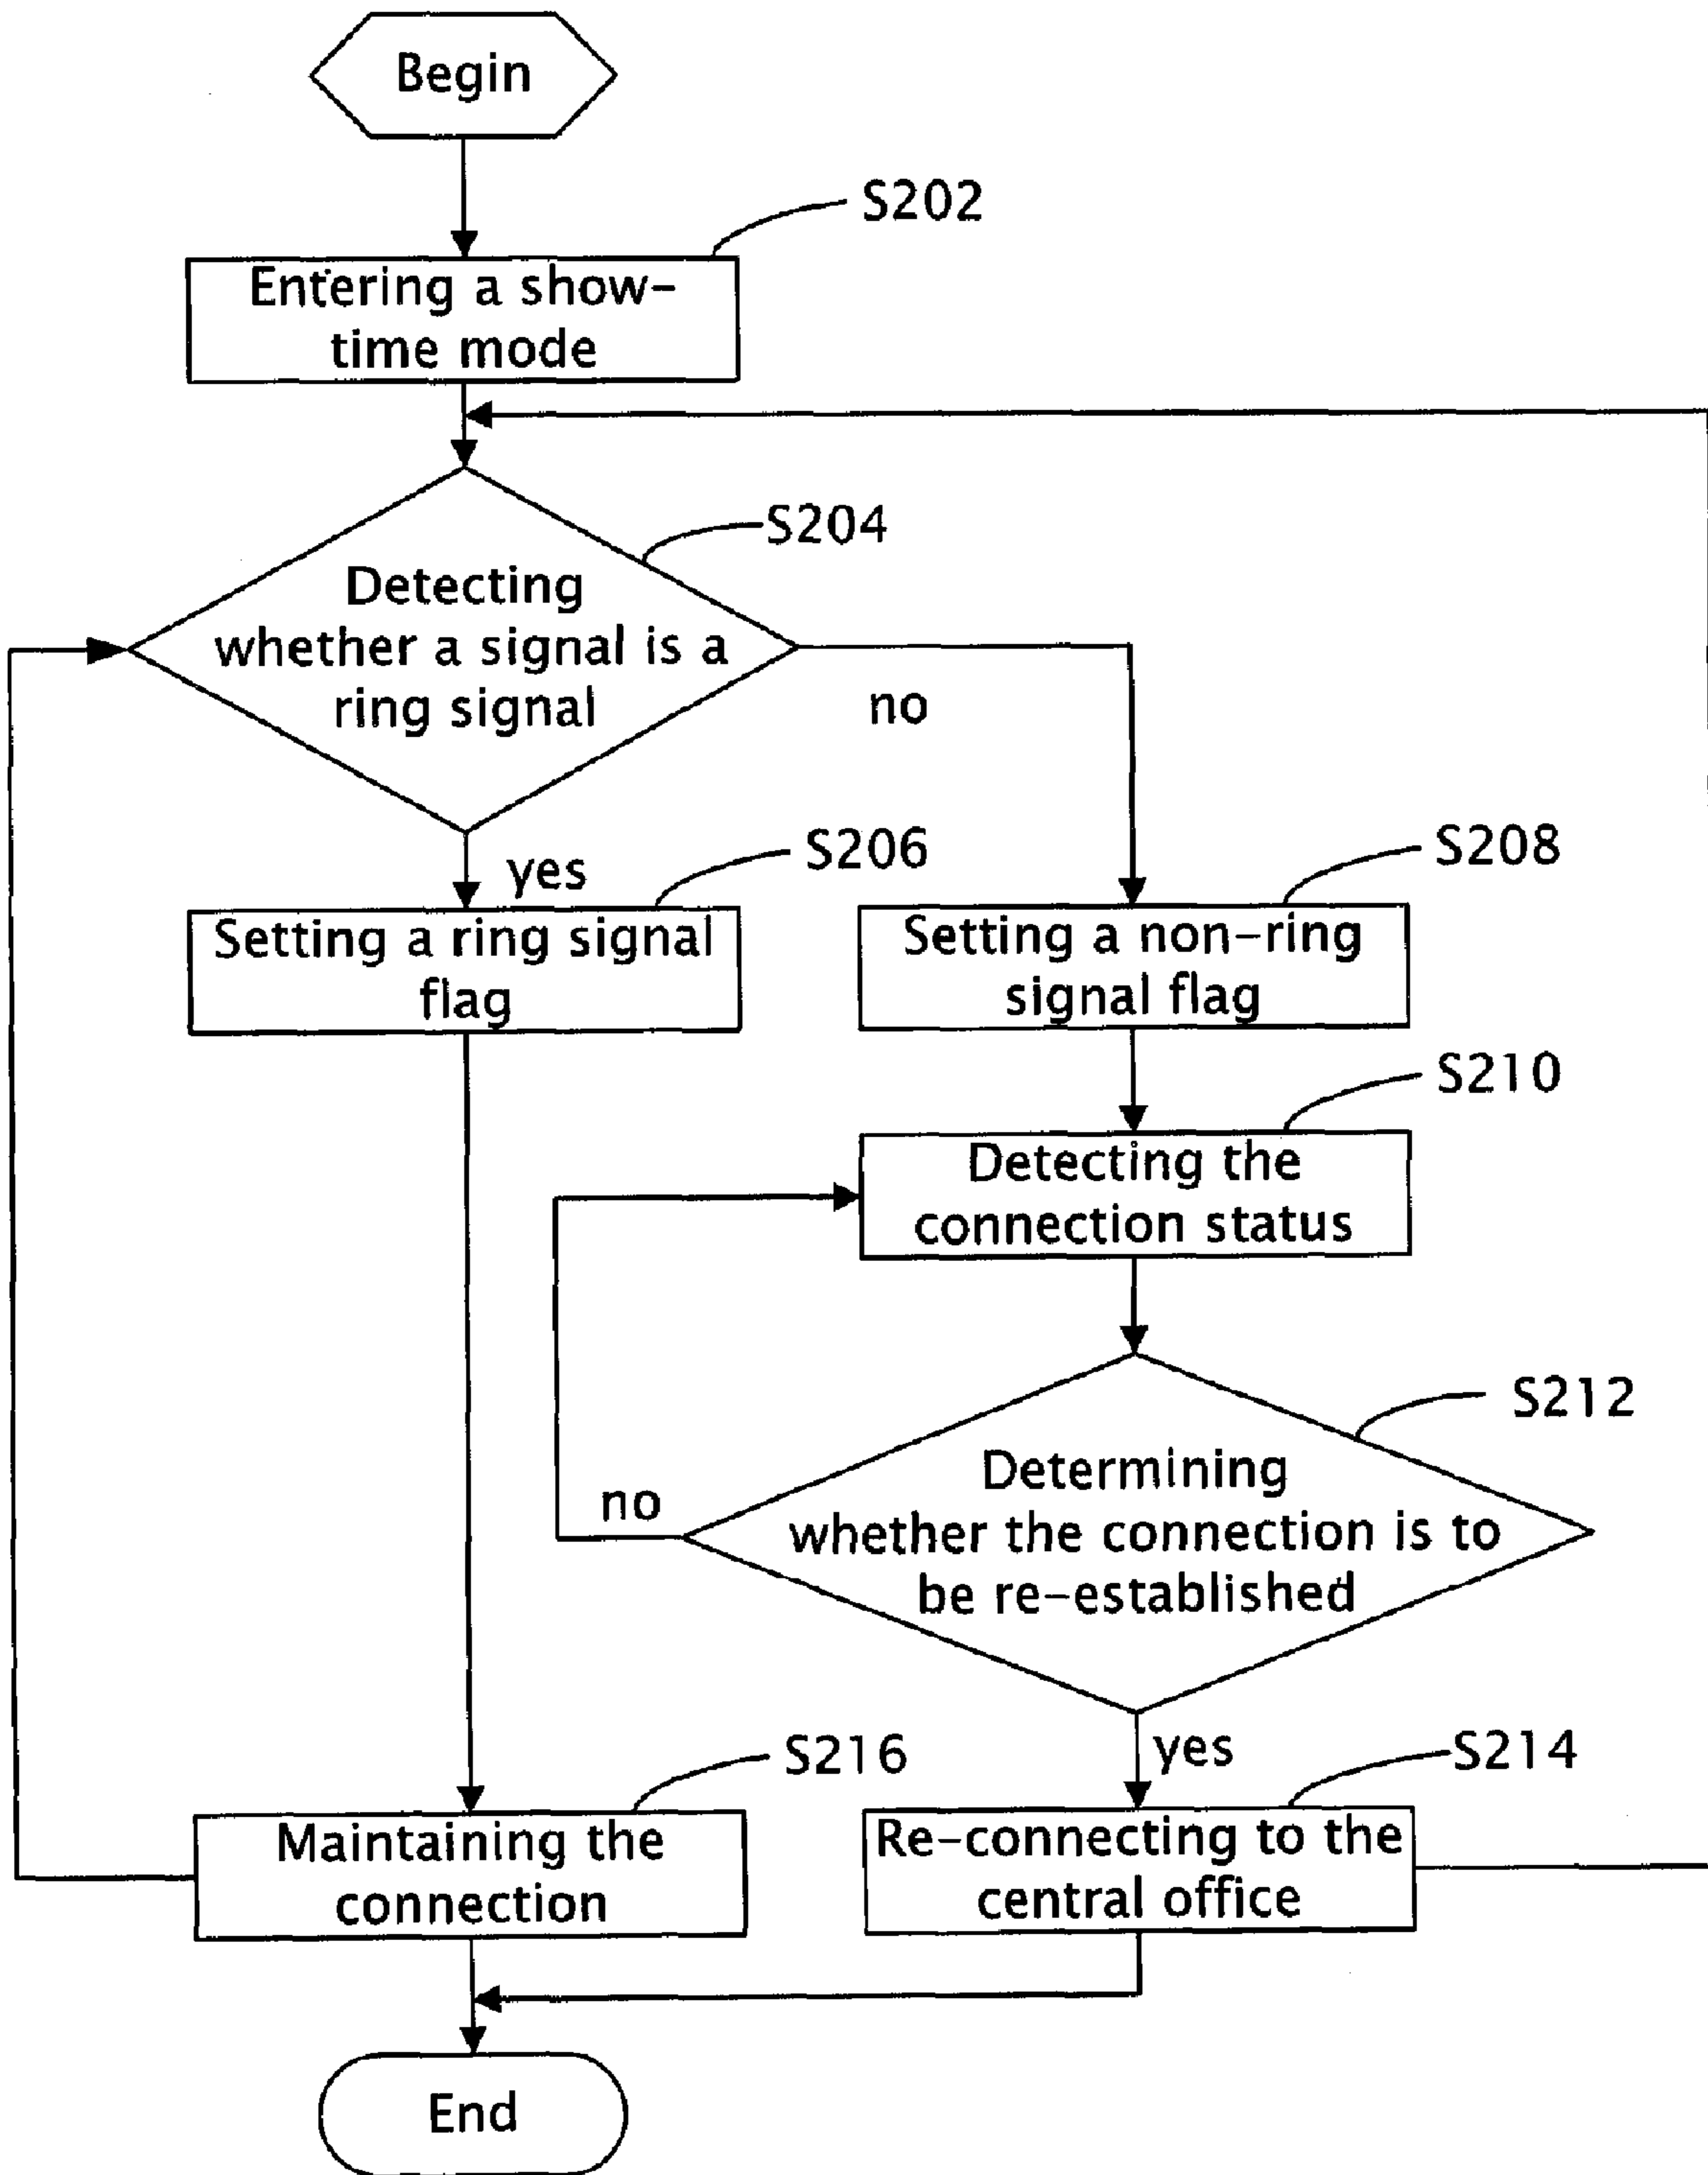 Begin
S202
Entering a show-
time mode
S204
Detecting
whether a signal is a
ring signal
no
yes
S206
S208
Setting a ring signal
flag
Setting a non-ring
signal flag
S210
Detecting the
connection status
S212
Determining
whether the connection is to
be re-established
no
yes
S216
S214
Maintaining the
connection
Re-connecting to the
central office
End